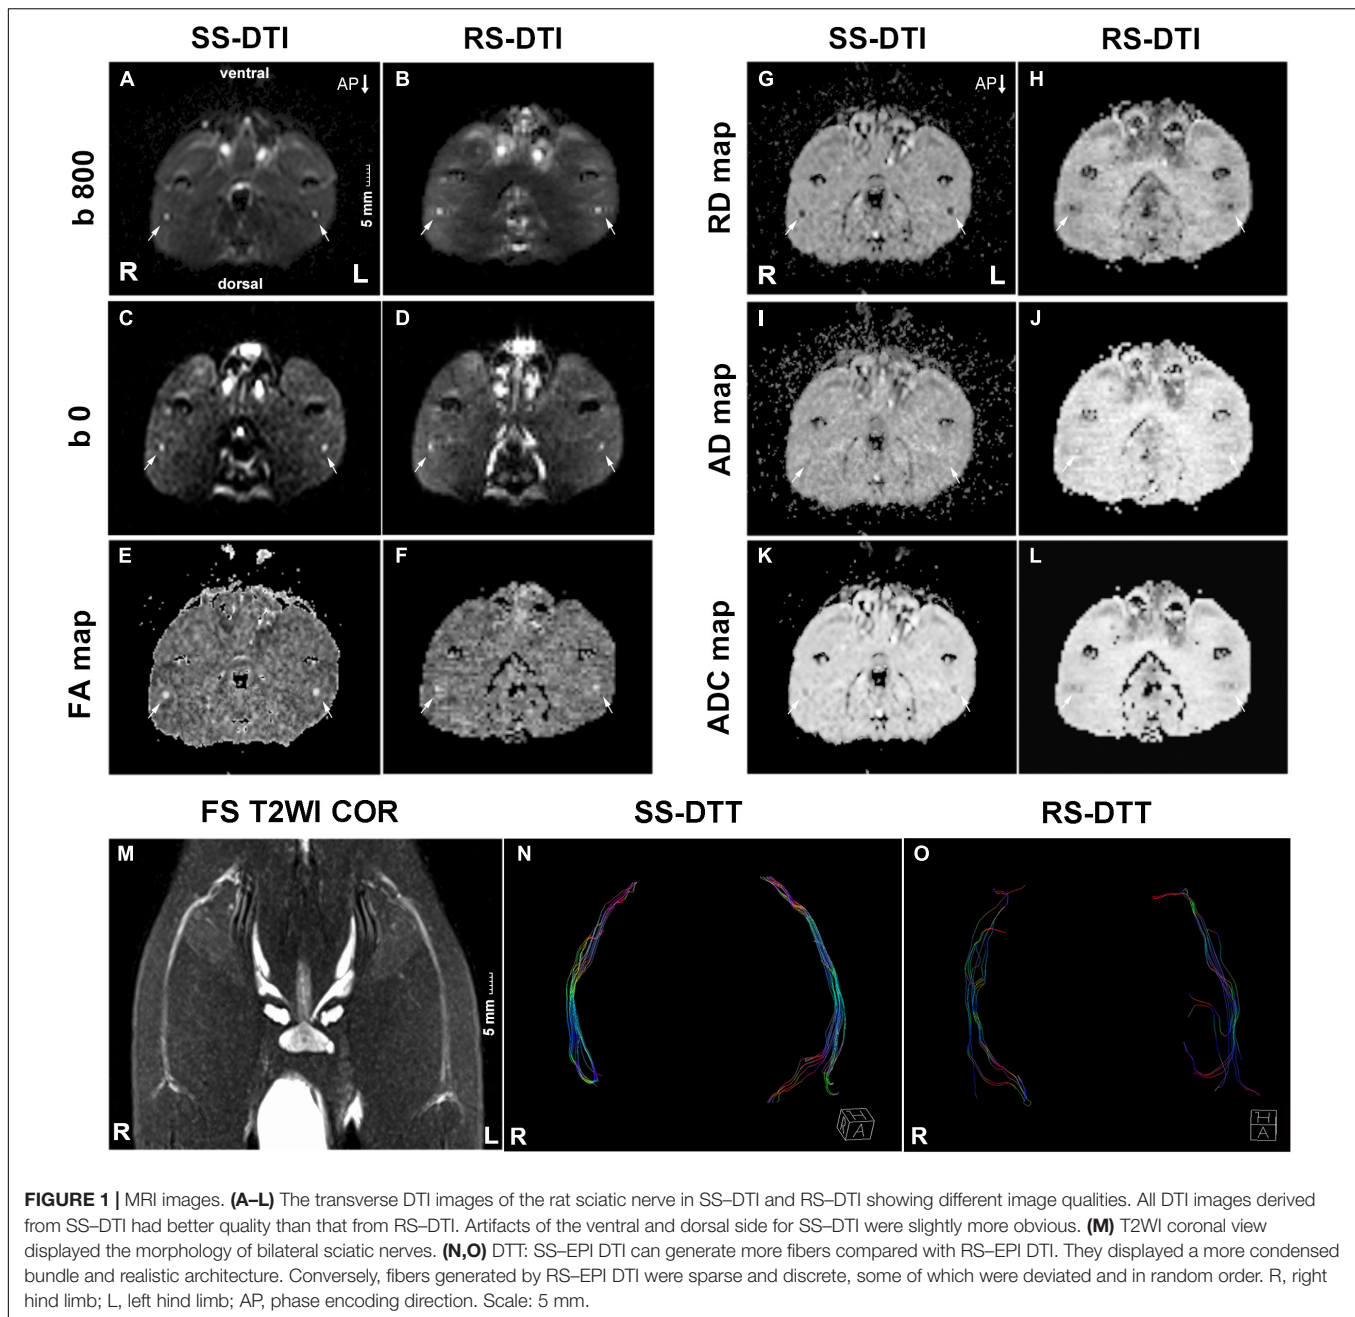 SS-DTI RS-DTI SS-DTI RS-DTI
A ventral AP B G AP H
b 800 5 mm RD map
R dorsal L R L
C D I J
b 0 AD map
E F K L
FA map ADC map
FS T2WI COR SS-DTT RS-DTT
M N O
5 mm
R L R H A R H A
FIGURE 1 | MRI images. (A–L) The transverse DTI images of the rat sciatic nerve in SS–DTI and RS–DTI showing different image qualities. All DTI images derived
from SS–DTI had better quality than that from RS–DTI. Artifacts of the ventral and dorsal side for SS–DTI were slightly more obvious. (M) T2WI coronal view
displayed the morphology of bilateral sciatic nerves. (N,O) DTT: SS–EPI DTI can generate more fibers compared with RS–EPI DTI. They displayed a more condensed
bundle and realistic architecture. Conversely, fibers generated by RS–EPI DTI were sparse and discrete, some of which were deviated and in random order. R, right
hind limb; L, left hind limb; AP, phase encoding direction. Scale: 5 mm.